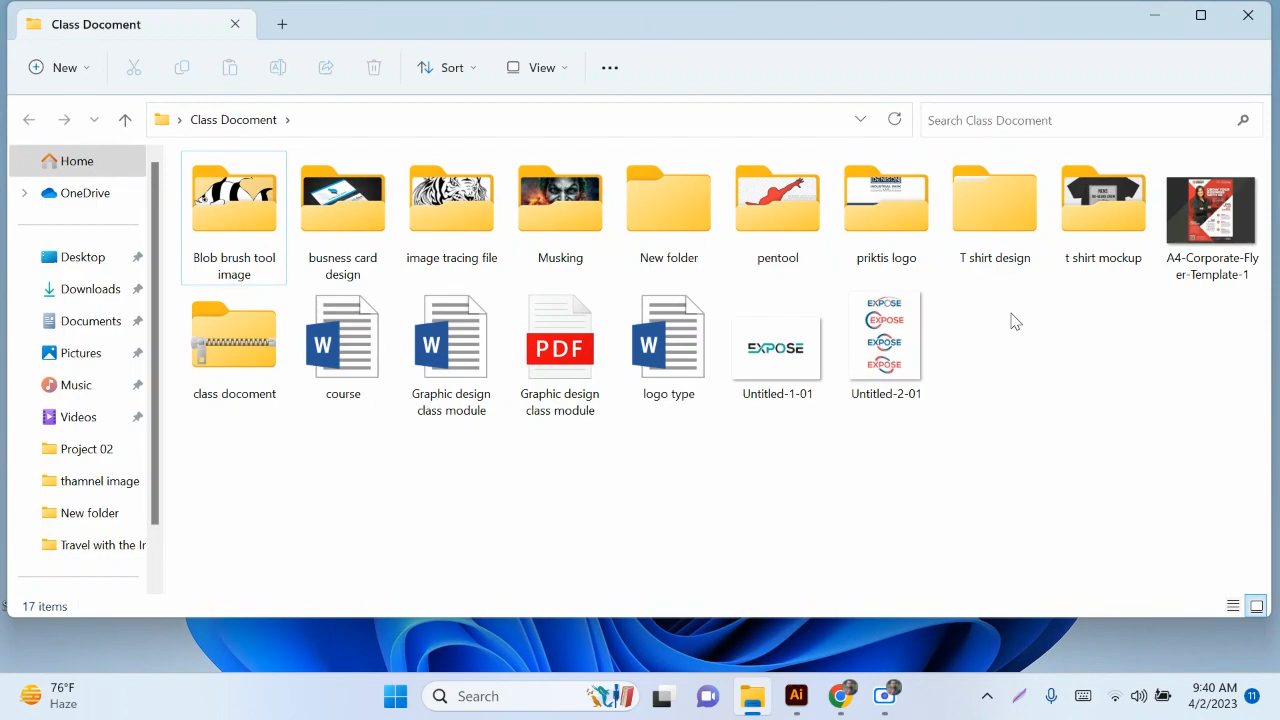 Class Docoment
New
Sort
View
Class Docoment
Search Class Docoment
Home
OneDrive
Desktop
Downloads
Documents
Pictures
Music
Videos
Project 02
thamnel image
New folder
Travel with the Ir
Blob brush tool
image
busness card
design
image tracing file
Musking
New folder
pentool
priktis logo
T shirt design
t shirt mockup
A4-Corporate-Fly
er-Template-1
W
W
PDF
W
EXPOSE
EXPOSE
EXPOSE
EXPOSE
EXPOSE
class docoment
course
Graphic design
class module
Graphic design
class module
logo type
Untitled-1-01
Untitled-2-01
17 items
76°F
Haze
Search
Ai
9:40 AM
4/2/2023
11